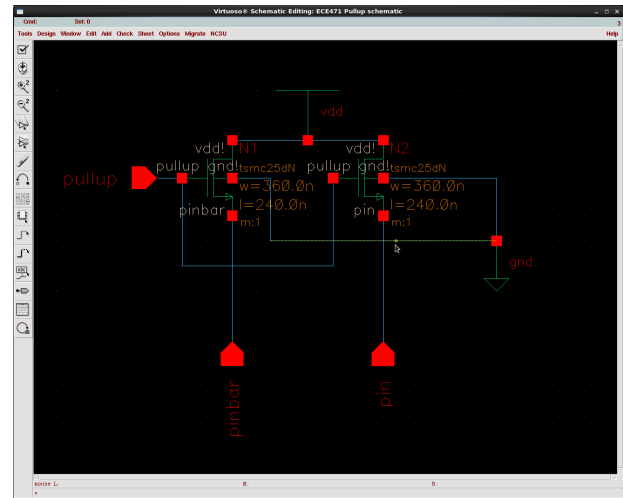 Virtuoso® Schematic Editing: ECE471 Pullup schematic
Cmd: Sel: 0 3
Tools Design Window Edit Add Check Sheet Options Migrate NCSU Help
vdd
vdd! N1 vdd! N2
pullup pullup gnd! tsmc25dN pullup gnd! tsmc25dN
w=360.0n w=360.0n
pinbar l=240.0n pin l=240.0n
m:1 m:1
gnd
pinbar pin
mouse L: M: R:
>